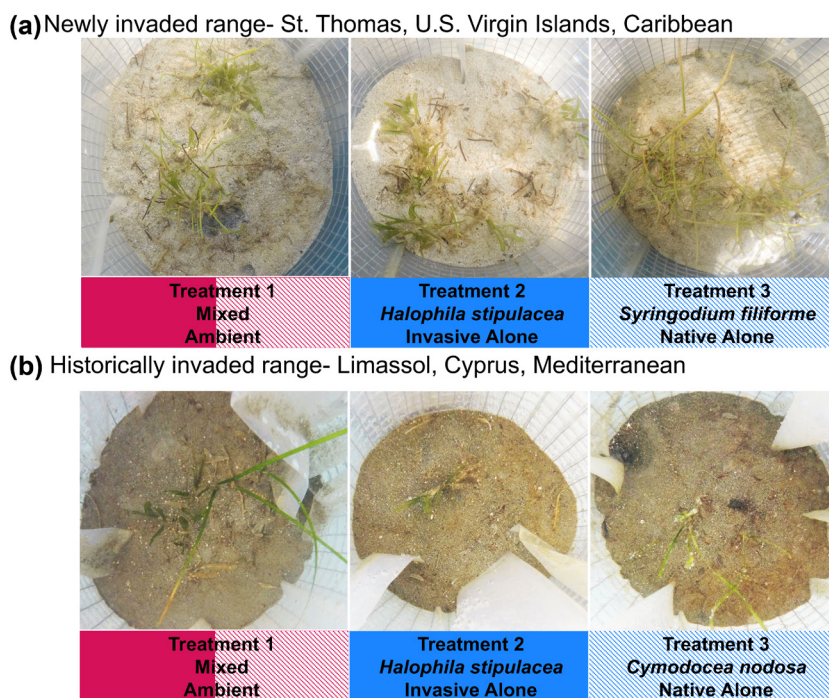 (a) Newly invaded range- St. Thomas, U.S. Virgin Islands, Caribbean
Treatment 1
Mixed
Ambient
Treatment 2
Halophila stipulacea
Invasive Alone
Treatment 3
Syringodium filiforme
Native Alone
(b) Historically invaded range- Limassol, Cyprus, Mediterranean
Treatment 1
Mixed
Ambient
Treatment 2
Halophila stipulacea
Invasive Alone
Treatment 3
Cymodocea nodosa
Native Alone